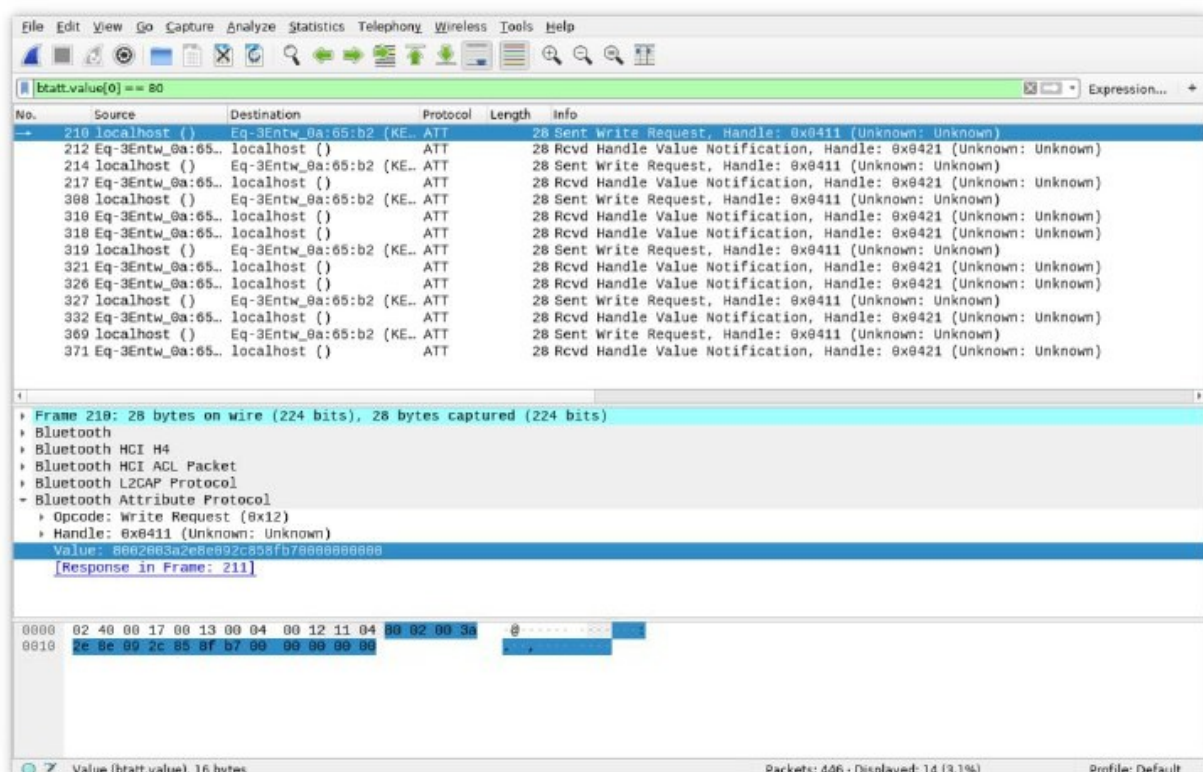 File Edit View Go Capture Analyze Statistics Telephony Wireless Tools Help
btatt.value[0] == 80
Expression... +
No. Source Destination Protocol Length Info
210 localhost () Eq-3Entw_0a:65:b2 (KE… ATT 28 Sent Write Request, Handle: 0x0411 (Unknown: Unknown)
212 Eq-3Entw_0a:65… localhost () ATT 28 Rcvd Handle Value Notification, Handle: 0x0421 (Unknown: Unknown)
214 localhost () Eq-3Entw_0a:65:b2 (KE… ATT 28 Sent Write Request, Handle: 0x0411 (Unknown: Unknown)
217 Eq-3Entw_0a:65… localhost () ATT 28 Rcvd Handle Value Notification, Handle: 0x0421 (Unknown: Unknown)
308 localhost () Eq-3Entw_0a:65:b2 (KE… ATT 28 Sent Write Request, Handle: 0x0411 (Unknown: Unknown)
310 Eq-3Entw_0a:65… localhost () ATT 28 Rcvd Handle Value Notification, Handle: 0x0421 (Unknown: Unknown)
318 Eq-3Entw_0a:65… localhost () ATT 28 Rcvd Handle Value Notification, Handle: 0x0421 (Unknown: Unknown)
319 localhost () Eq-3Entw_0a:65:b2 (KE… ATT 28 Sent Write Request, Handle: 0x0411 (Unknown: Unknown)
321 Eq-3Entw_0a:65… localhost () ATT 28 Rcvd Handle Value Notification, Handle: 0x0421 (Unknown: Unknown)
326 Eq-3Entw_0a:65… localhost () ATT 28 Rcvd Handle Value Notification, Handle: 0x0421 (Unknown: Unknown)
327 localhost () Eq-3Entw_0a:65:b2 (KE… ATT 28 Sent Write Request, Handle: 0x0411 (Unknown: Unknown)
332 Eq-3Entw_0a:65… localhost () ATT 28 Rcvd Handle Value Notification, Handle: 0x0421 (Unknown: Unknown)
369 localhost () Eq-3Entw_0a:65:b2 (KE… ATT 28 Sent Write Request, Handle: 0x0411 (Unknown: Unknown)
371 Eq-3Entw_0a:65… localhost () ATT 28 Rcvd Handle Value Notification, Handle: 0x0421 (Unknown: Unknown)
Frame 210: 28 bytes on wire (224 bits), 28 bytes captured (224 bits)
Bluetooth
Bluetooth HCI H4
Bluetooth HCI ACL Packet
Bluetooth L2CAP Protocol
Bluetooth Attribute Protocol
Opcode: Write Request (0x12)
Handle: 0x0411 (Unknown: Unknown)
Value: 8002003a2e8e092c858fb70000000000
[Response in Frame: 211]
0000 02 40 00 17 00 13 00 04 00 12 11 04 80 02 00 3a ·@······ ·······:
0010 2e 8e 09 2c 85 8f b7 00 00 00 00 00
Value (btatt.value), 16 bytes
Packets: 446 · Displayed: 14 (3.1%)
Profile: Default